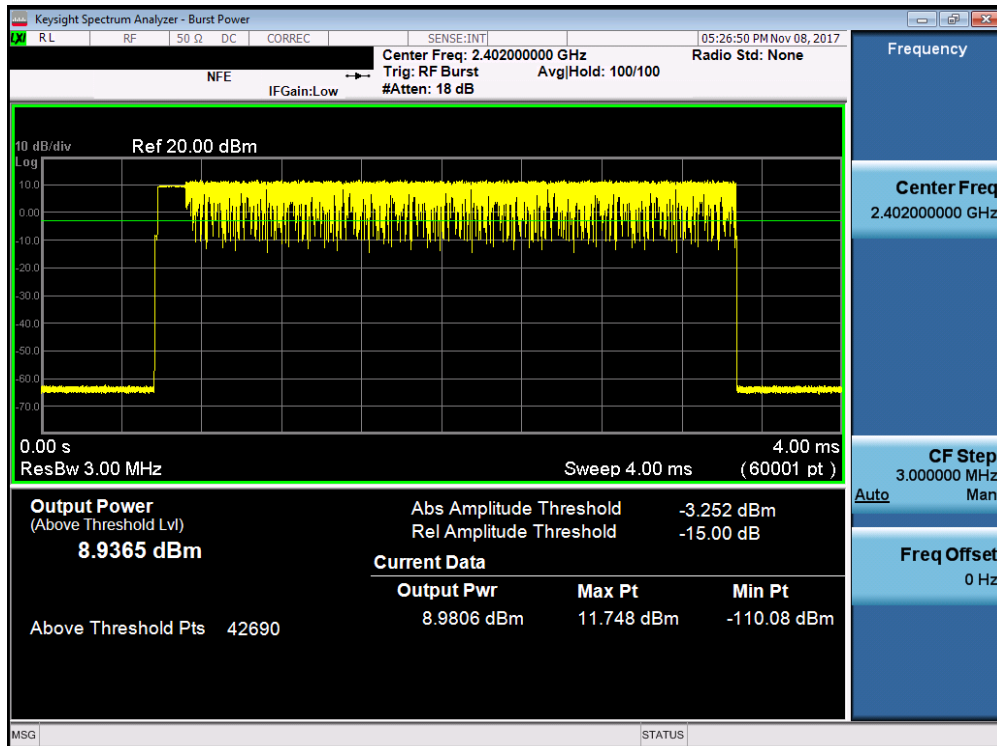 Keysight Spectrum Analyzer - Burst Power
LXI RL RF 50 Ω DC CORREC SENSE:INT 05:26:50 PM Nov 08, 2017
Center Freq: 2.402000000 GHz Radio Std: None
NFE Trig: RF Burst Avg|Hold: 100/100
IFGain:Low #Atten: 18 dB
10 dB/div Ref 20.00 dBm
Log
10.0
0.00
-10.0
-20.0
-30.0
-40.0
-50.0
-60.0
-70.0
0.00 s 4.00 ms
ResBw 3.00 MHz Sweep 4.00 ms (60001 pt )
Output Power
(Above Threshold Lvl)
8.9365 dBm
Above Threshold Pts 42690
Abs Amplitude Threshold -3.252 dBm
Rel Amplitude Threshold -15.00 dB
Current Data
Output Pwr Max Pt Min Pt
8.9806 dBm 11.748 dBm -110.08 dBm
Frequency
Center Freq
2.402000000 GHz
CF Step
3.000000 MHz
Auto Man
Freq Offset
0 Hz
MSG STATUS